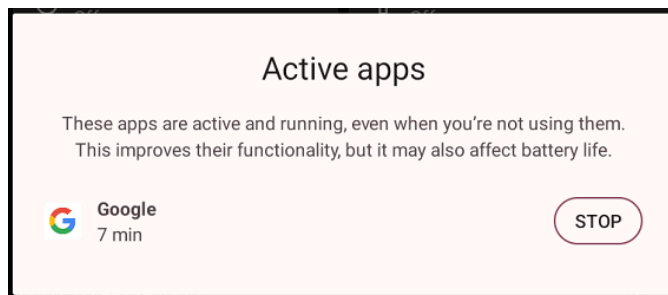 Active apps
These apps are active and running, even when you’re not using them.
This improves their functionality, but it may also affect battery life.
Google
7 min
STOP